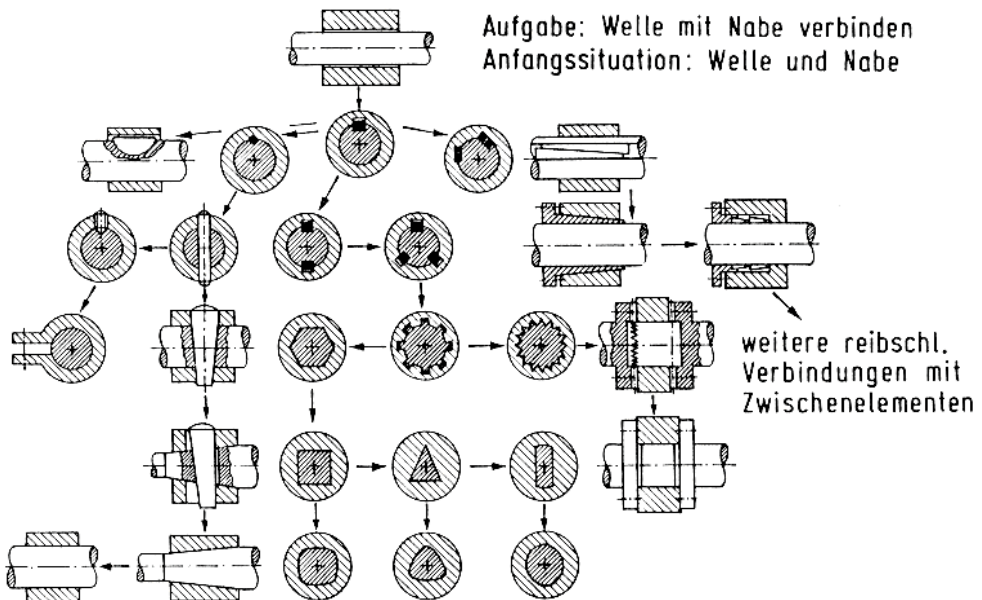 Aufgabe: Welle mit Nabe verbinden
Anfangssituation: Welle und Nabe
weitere reibschl.
Verbindungen mit
Zwischenelementen